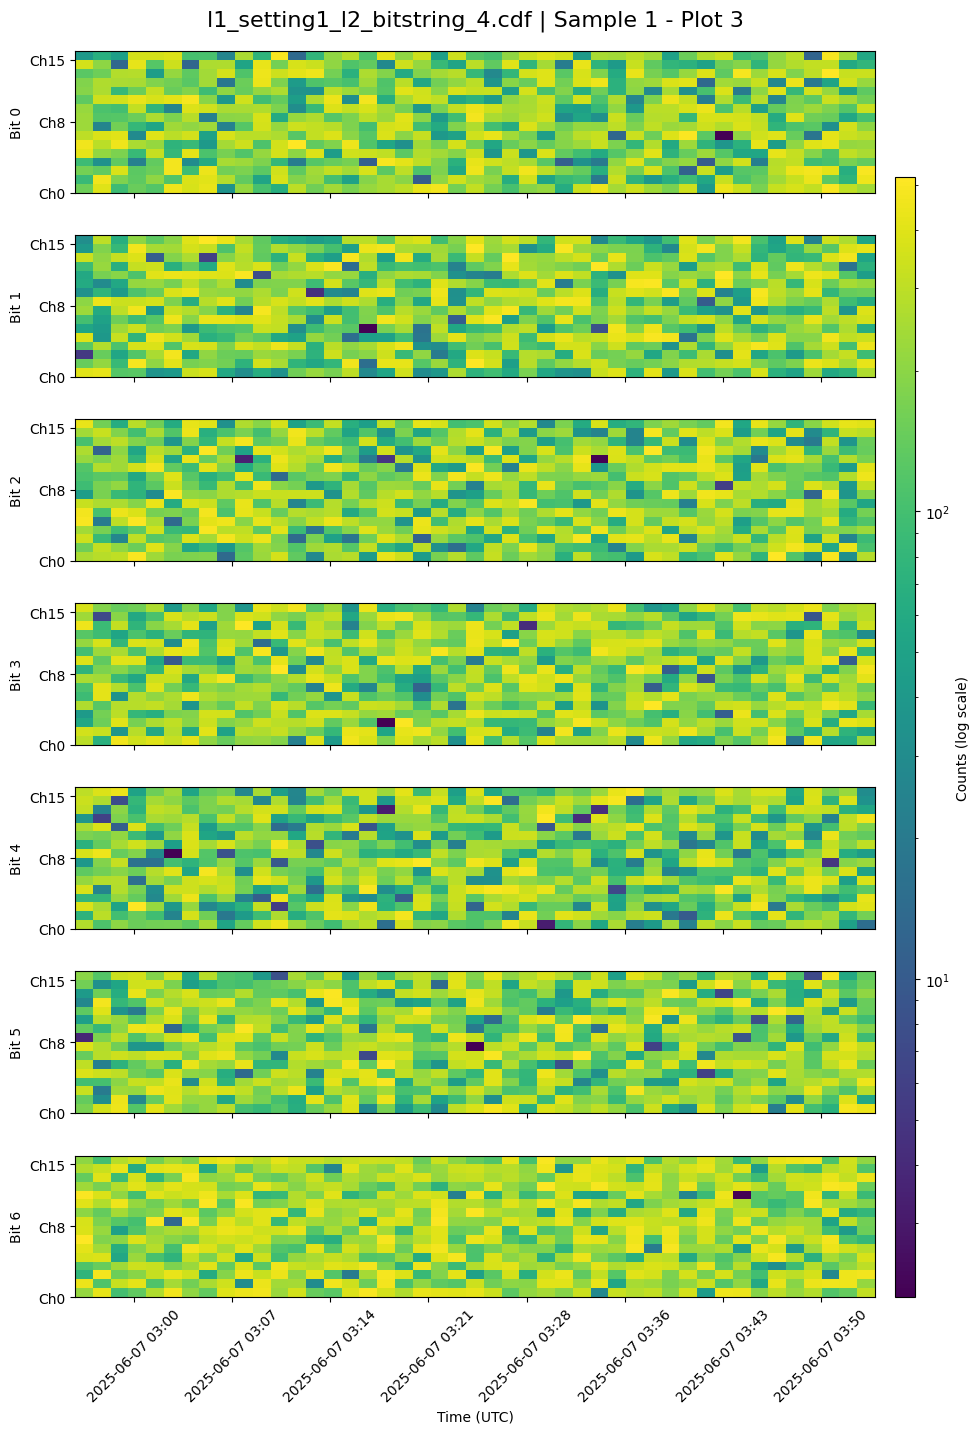 l1_setting1_l2_bitstring_4.cdf | Sample 1 - Plot 3
Ch15
Bit 0
Ch8
Ch0
Ch15
Bit 1
Ch8
Ch0
Ch15
Bit 2
Ch8
Ch0
Ch15
Bit 3
Ch8
Ch0
Ch15
Bit 4
Ch8
Ch0
Ch15
Bit 5
Ch8
Ch0
Ch15
Bit 6
Ch8
Ch0
2025-06-07 03:00
2025-06-07 03:07
2025-06-07 03:14
2025-06-07 03:21
2025-06-07 03:28
2025-06-07 03:36
2025-06-07 03:43
2025-06-07 03:50
Time (UTC)
10²
10¹
Counts (log scale)